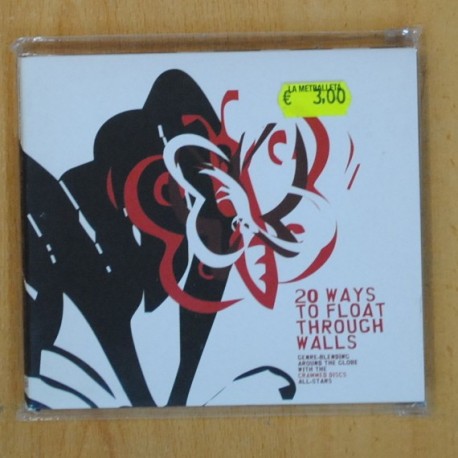 LA METRALLETA
€ 3,00
20 WAYS
TO FLOAT
THROUGH
WALLS
GENRE-BLENDING
AROUND THE GLOBE
WITH THE
CRAMMED DISCS
ALL-STARS